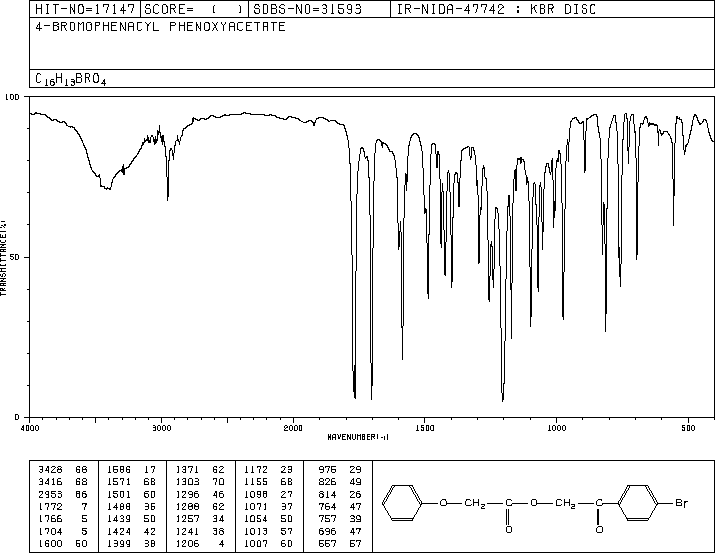 HIT-NO=17147 SCORE= ( ) SDBS-NO=31593 IR-NIDA-47742 : KBR DISC
4-BROMOPHENACYL PHENOXYACETATE
C16H13BRO4
100
50
0
TRANSMITTANCE(%)
4000 3000 2000 1500 1000 500
WAVENUMBER(-1)
3428 68 1586 17 1371 62 1172 23 975 29
3416 68 1571 68 1303 70 1155 68 826 49
2953 86 1501 60 1296 46 1098 27 814 26
1772 7 1488 36 1288 62 1071 37 764 47
1766 5 1439 50 1257 34 1054 50 757 39
1704 5 1424 42 1241 38 1013 57 696 47
1600 50 1399 38 1206 4 1007 60 557 57
O CH2 C O CH2 C Br
O O